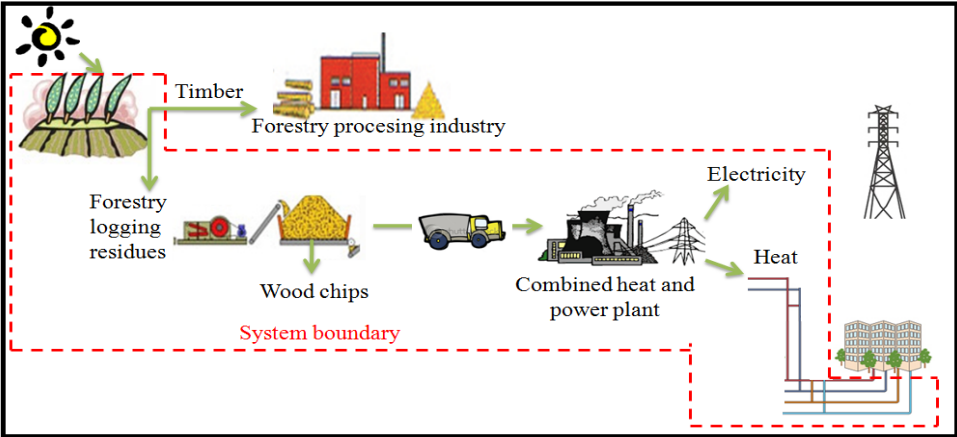 Timber
Forestry procesing industry
Electricity
Forestry
logging
residues
Heat
Wood chips
Combined heat and
power plant
System boundary